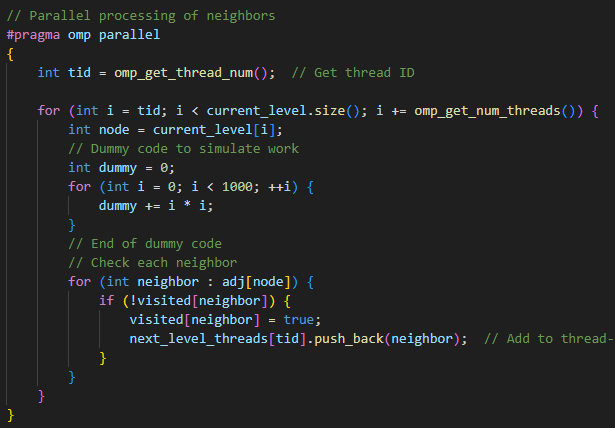 // Parallel processing of neighbors
#pragma omp parallel
{
    int tid = omp_get_thread_num();  // Get thread ID

    for (int i = tid; i < current_level.size(); i += omp_get_num_threads()) {
        int node = current_level[i];
        // Dummy code to simulate work
        int dummy = 0;
        for (int i = 0; i < 1000; ++i) {
            dummy += i * i;
        }
        // End of dummy code
        // Check each neighbor
        for (int neighbor : adj[node]) {
            if (!visited[neighbor]) {
                visited[neighbor] = true;
                next_level_threads[tid].push_back(neighbor);  // Add to thread-
            }
        }
    }
}